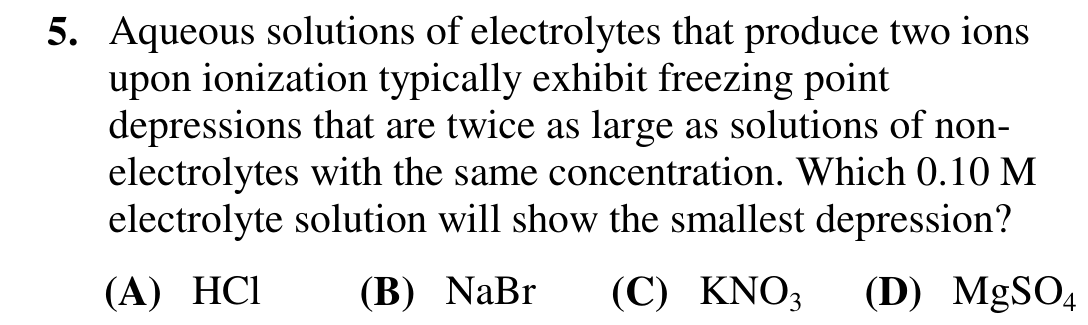 5. Aqueous solutions of electrolytes that produce two ions
upon ionization typically exhibit freezing point
depressions that are twice as large as solutions of non-
electrolytes with the same concentration. Which 0.10 M
electrolyte solution will show the smallest depression?
(A) HCl (B) NaBr (C) KNO₃ (D) MgSO₄